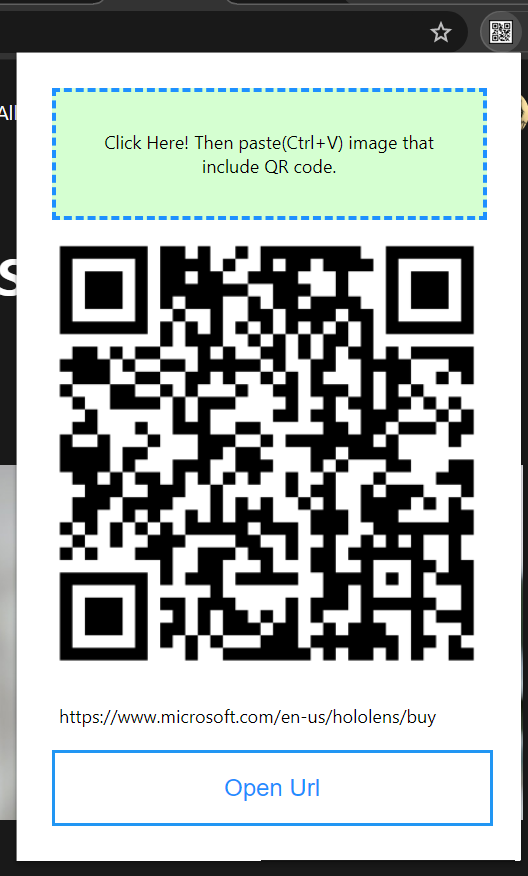 All
Click Here! Then paste(Ctrl+V) image that
include QR code.
S
https://www.microsoft.com/en-us/hololens/buy
Open Url